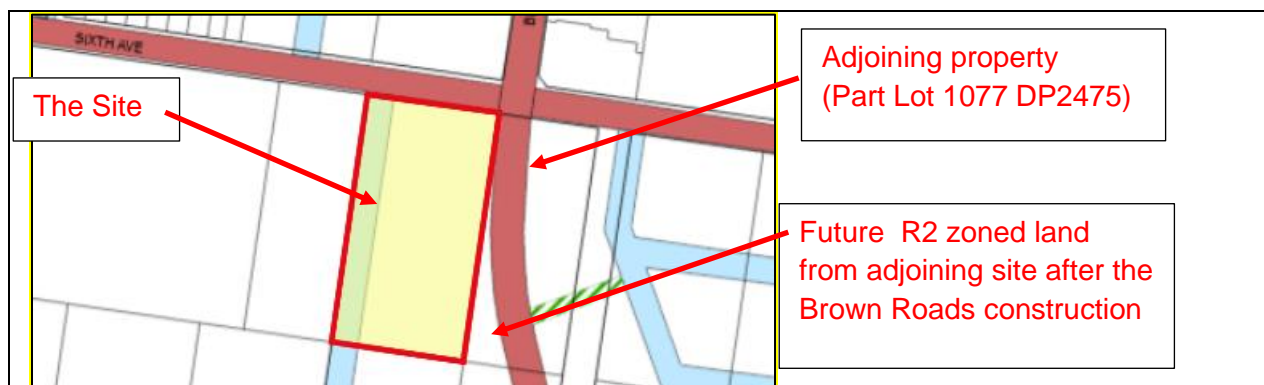 SIXTH AVE
B
The Site
Adjoining property
(Part Lot 1077 DP2475)
Future R2 zoned land
from adjoining site after the
Brown Roads construction